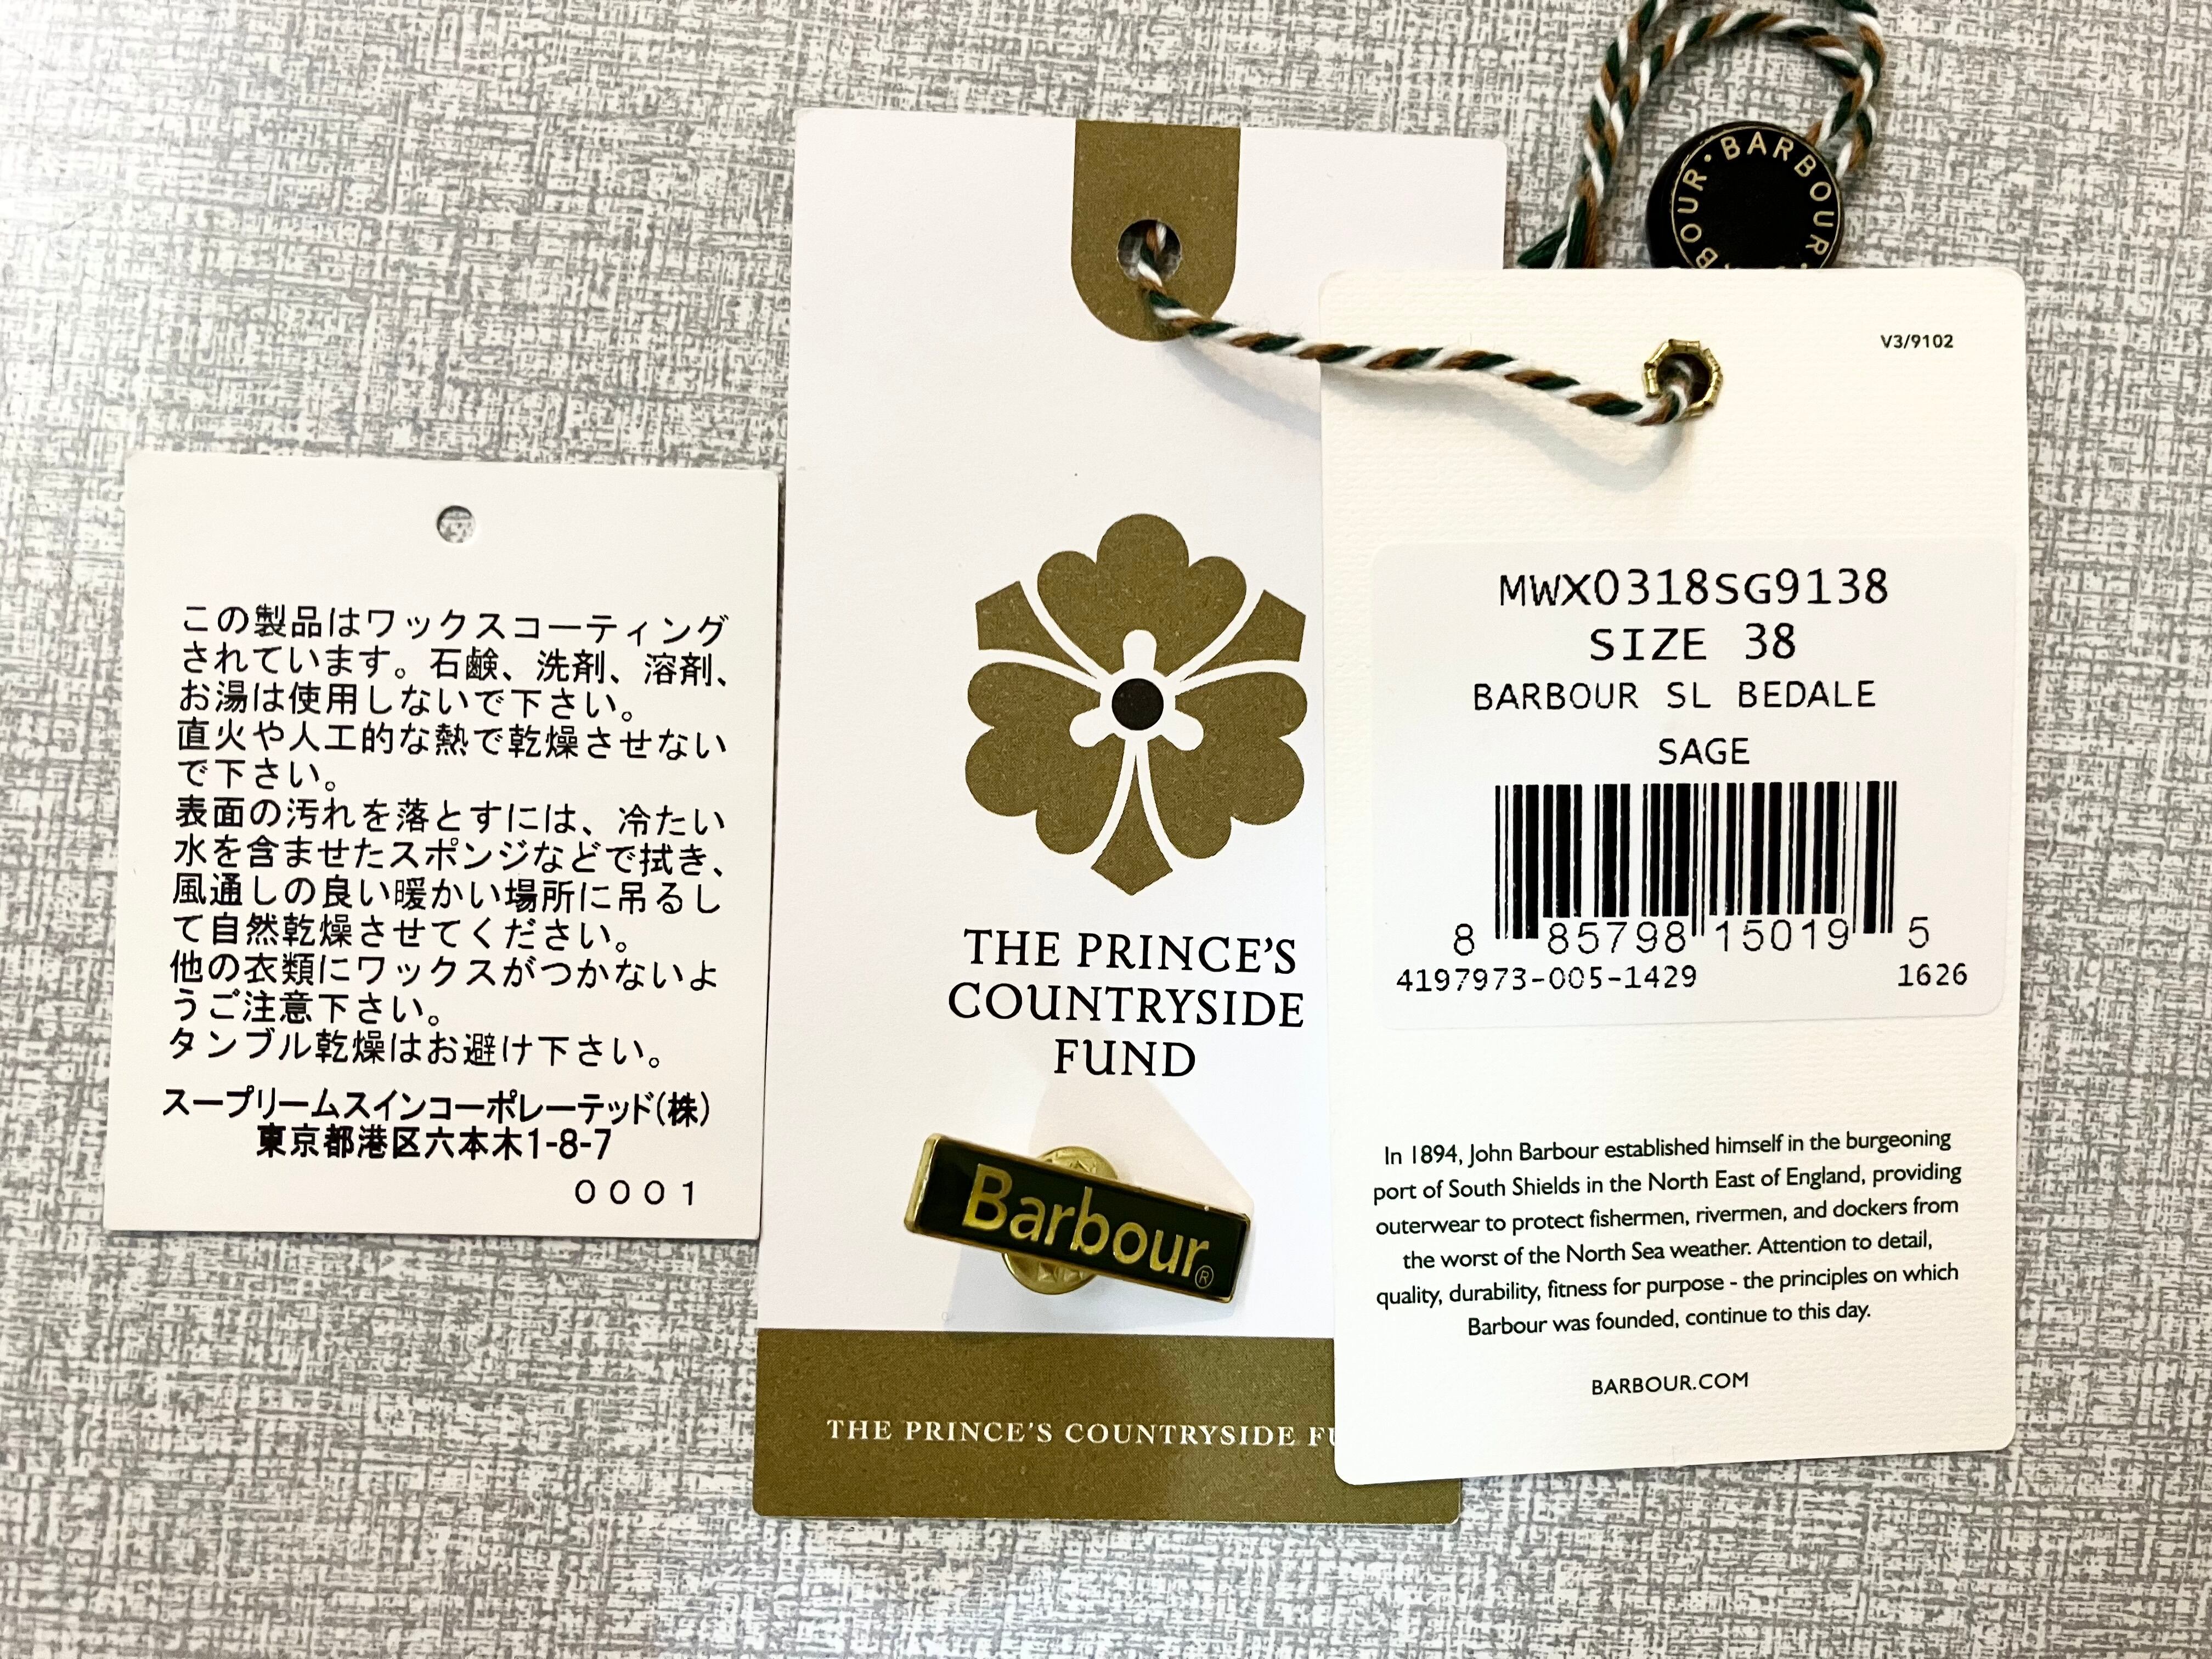 この製品はワックスコーティング
されています。石鹸、洗剤、溶剤、
お湯は使用しないで下さい。
直火や人工的な熱で乾燥させない
で下さい。
表面の汚れを落とすには、冷たい
水を含ませたスポンジなどで拭き、
風通しの良い暖かい場所に吊るし
て自然乾燥させてください。
他の衣類にワックスがつかないよ
うご注意下さい。
タンブル乾燥はお避け下さい。
スープリームスインコーポレーテッド(株)
東京都港区六本木1-8-7
0001
THE PRINCE'S
COUNTRYSIDE
FUND
Barbour®
THE PRINCE'S COUNTRYSIDE
BARBOUR · BARBOUR
V3/9102
MWX0318SG9138
SIZE 38
BARBOUR SL BEDALE
SAGE
8 85798 15019 5
4197973-005-1429 1626
In 1894, John Barbour established himself in the burgeoning
port of South Shields in the North East of England, providing
outerwear to protect fishermen, rivermen, and dockers from
the worst of the North Sea weather. Attention to detail,
quality, durability, fitness for purpose - the principles on which
Barbour was founded, continue to this day.
BARBOUR.COM